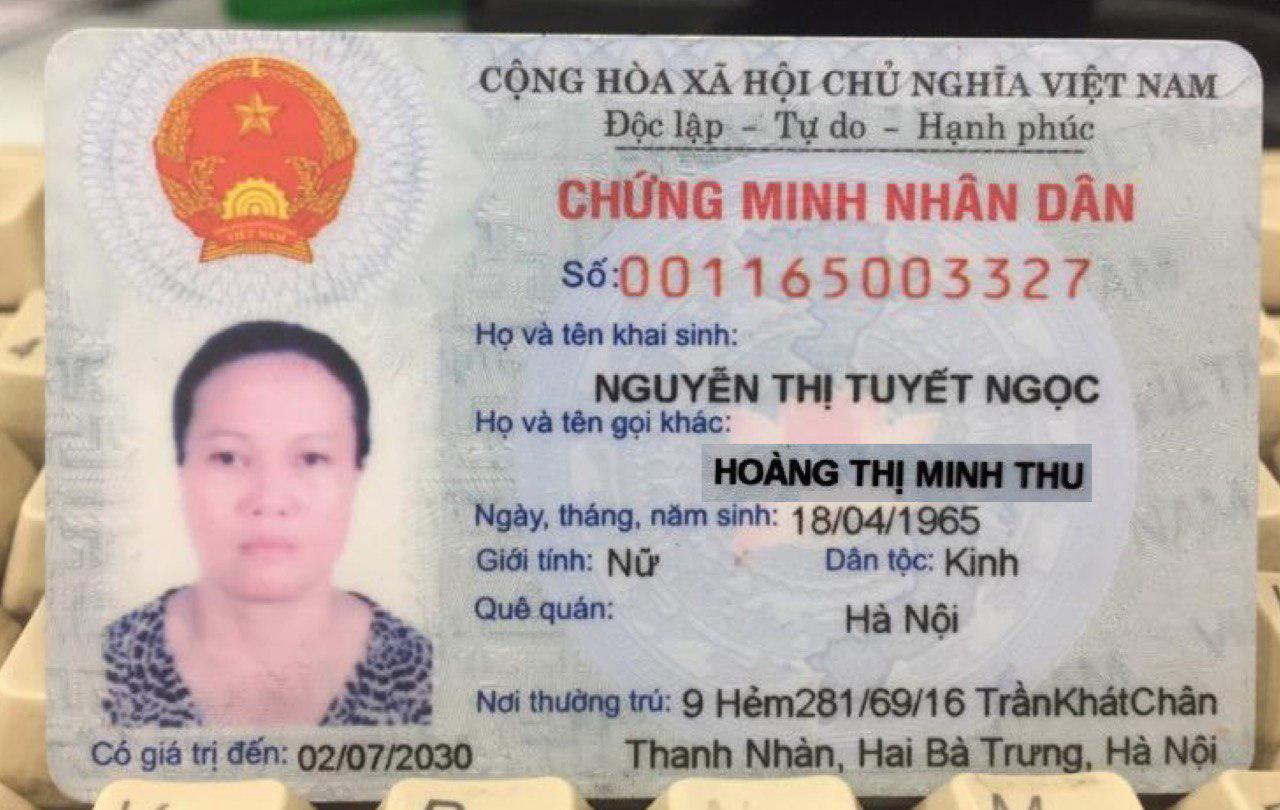 CỘNG HÒA XÃ HỘI CHỦ NGHĨA VIỆT NAM
Độc lập - Tự do - Hạnh phúc
CHỨNG MINH NHÂN DÂN
Số: 001165003327
Họ và tên khai sinh:
NGUYỄN THỊ TUYẾT NGỌC
Họ và tên gọi khác:
HOÀNG THỊ MINH THU
Ngày, tháng, năm sinh: 18/04/1965
Giới tính: Nữ Dân tộc: Kinh
Quê quán: Hà Nội
Nơi thường trú: 9 Hẻm281/69/16 TrầnKhátChân
Thanh Nhàn, Hai Bà Trưng, Hà Nội
Có giá trị đến: 02/07/2030
VIỆT NAM